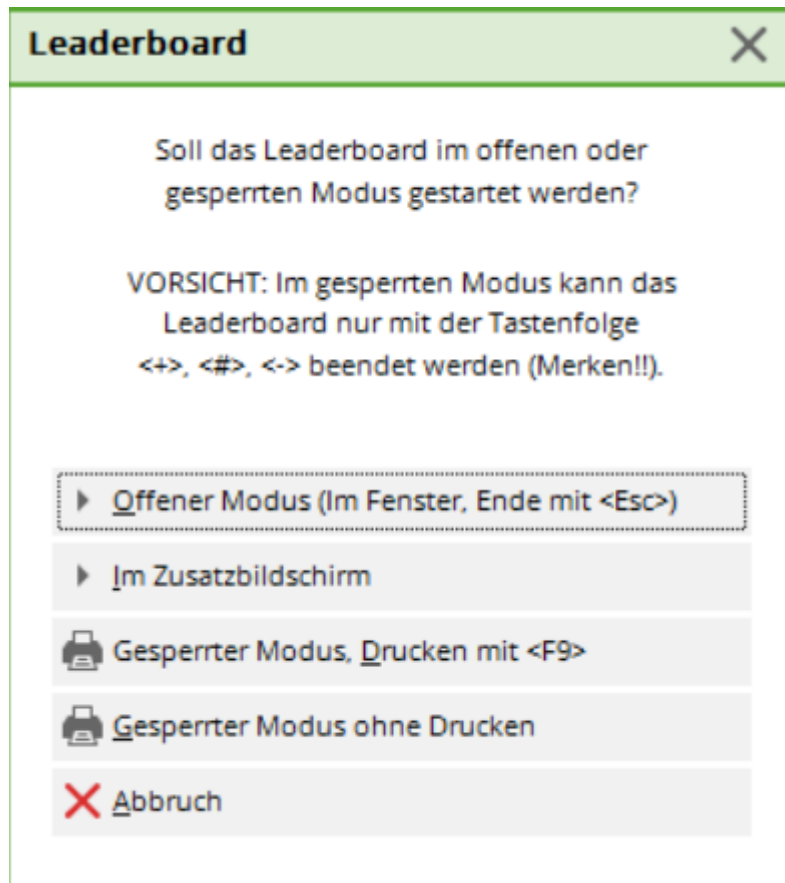 Leaderboard
Soll das Leaderboard im offenen oder
gesperrten Modus gestartet werden?
VORSICHT: Im gesperrten Modus kann das
Leaderboard nur mit der Tastenfolge
<+>, <#>, <-> beendet werden (Merken!!).
Offener Modus (Im Fenster, Ende mit <Esc>)
Im Zusatzbildschirm
Gesperrter Modus, Drucken mit <F9>
Gesperrter Modus ohne Drucken
Abbruch